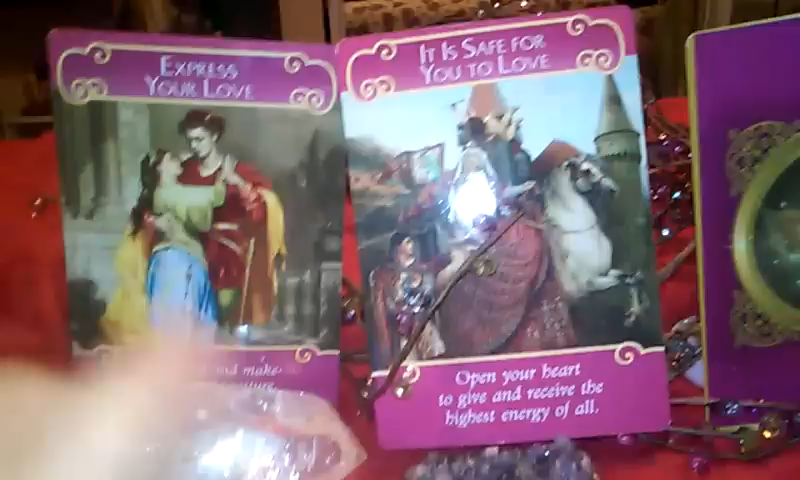 EXPRESS
YOUR LOVE
and make
IT IS SAFE FOR
YOU TO LOVE
Open your heart
to give and receive the
highest energy of all.